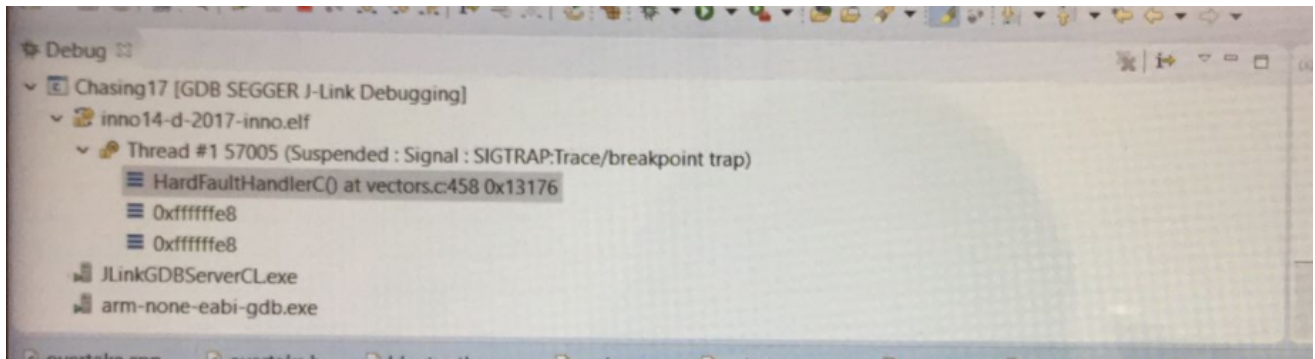 Debug
Chasing17 [GDB SEGGER J-Link Debugging]
inno14-d-2017-inno.elf
Thread #1 57005 (Suspended : Signal : SIGTRAP:Trace/breakpoint trap)
HardFaultHandlerC() at vectors.c:458 0x13176
0xffffffe8
0xffffffe8
JLinkGDBServerCL.exe
arm-none-eabi-gdb.exe